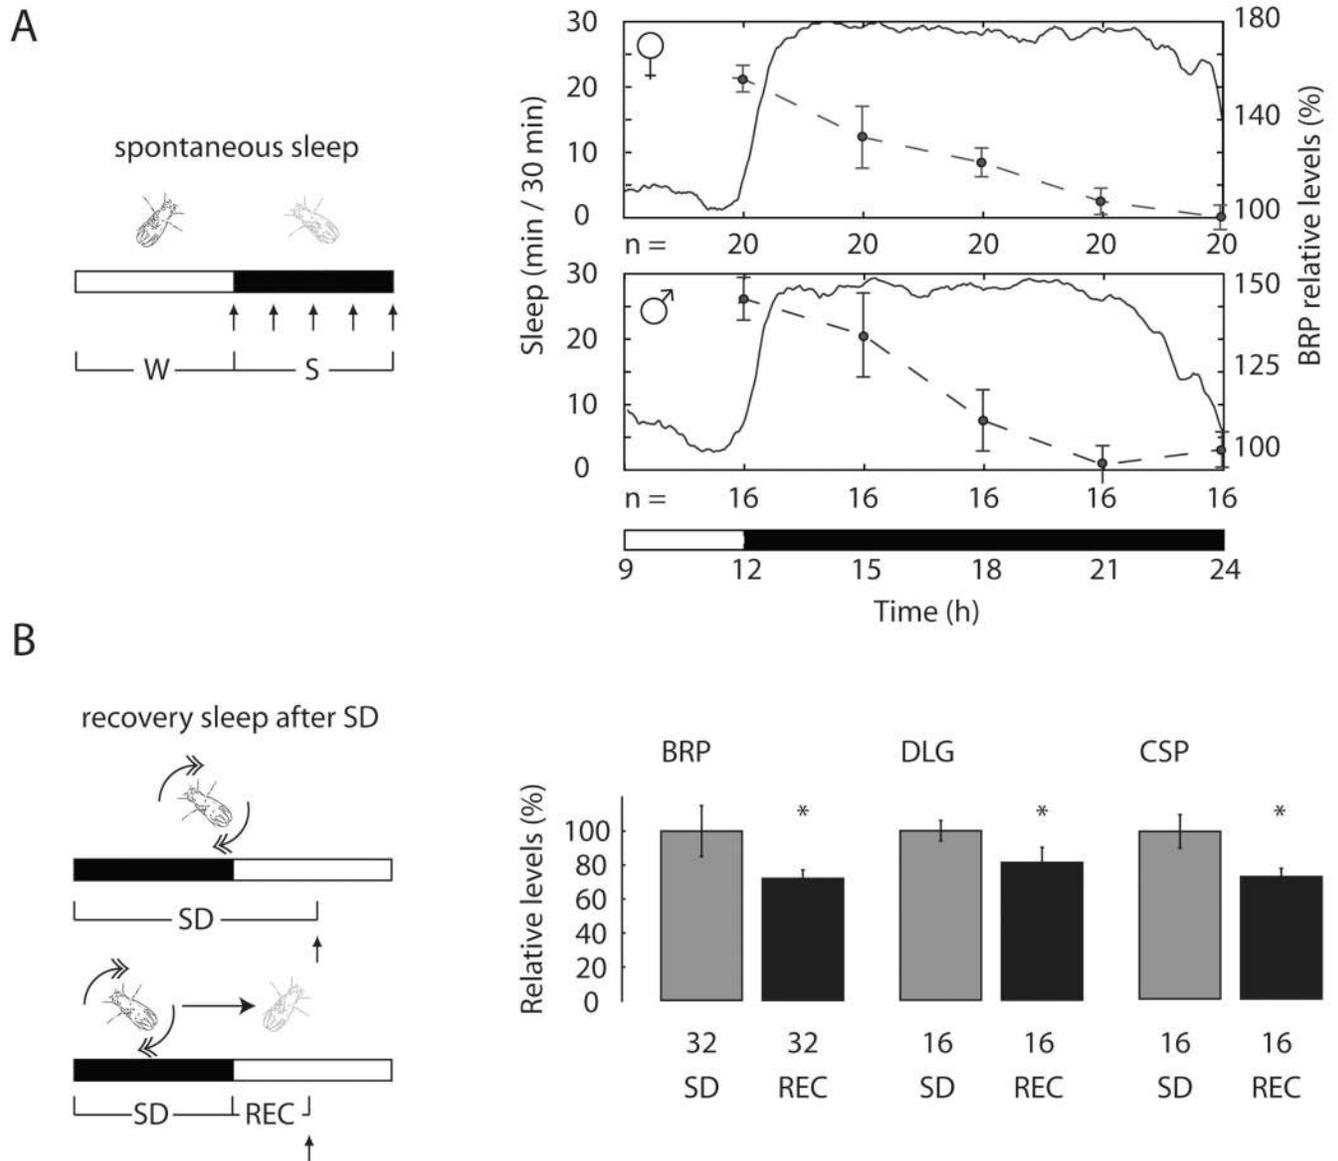 A
spontaneous sleep
W S
Sleep (min / 30 min)
30
20
10
0
♀
180
140
100
BRP relative levels (%)
n = 20 20 20 20 20
30
20
10
0
♂
150
125
100
n = 16 16 16 16 16
9 12 15 18 21 24
Time (h)
B
recovery sleep after SD
SD
SD REC
Relative levels (%)
BRP DLG CSP
* * *
100
80
60
40
20
0
32 32 16 16 16 16
SD REC SD REC SD REC